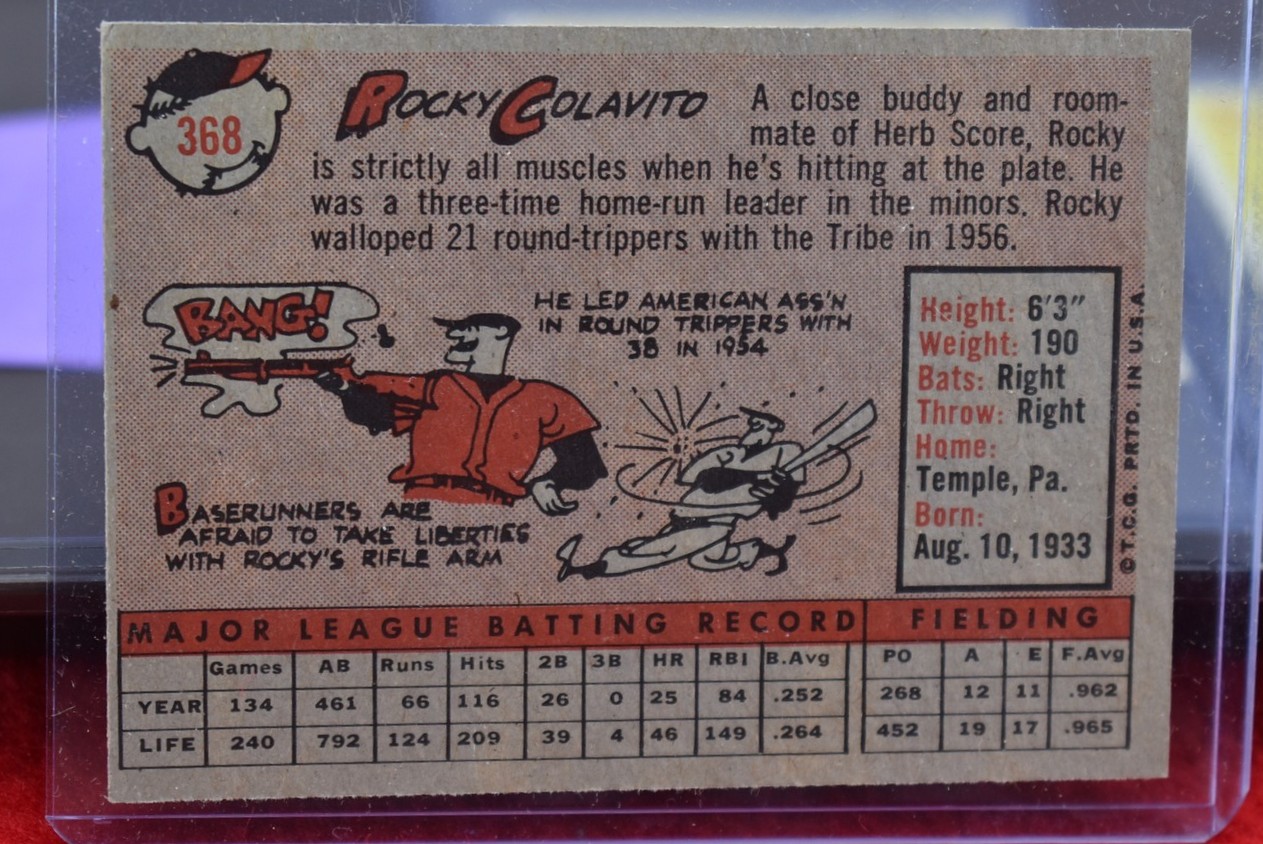 368
ROCKY COLAVITO
A close buddy and room-
mate of Herb Score, Rocky
is strictly all muscles when he's hitting at the plate. He
was a three-time home-run leader in the minors. Rocky
walloped 21 round-trippers with the Tribe in 1956.
BANG!
HE LED AMERICAN ASS'N
IN ROUND TRIPPERS WITH
38 IN 1954
BASERUNNERS ARE
AFRAID TO TAKE LIBERTIES
WITH ROCKY'S RIFLE ARM
Height: 6'3"
Weight: 190
Bats: Right
Throw: Right
Home:
Temple, Pa.
Born:
Aug. 10, 1933
©T.C.G. PRTD. IN U.S.A.
MAJOR LEAGUE BATTING RECORD FIELDING
Games AB Runs Hits 2B 3B HR RBI B.Avg PO A E F.Avg
YEAR 134 461 66 116 26 0 25 84 .252 268 12 11 .962
LIFE 240 792 124 209 39 4 46 149 .264 452 19 17 .965